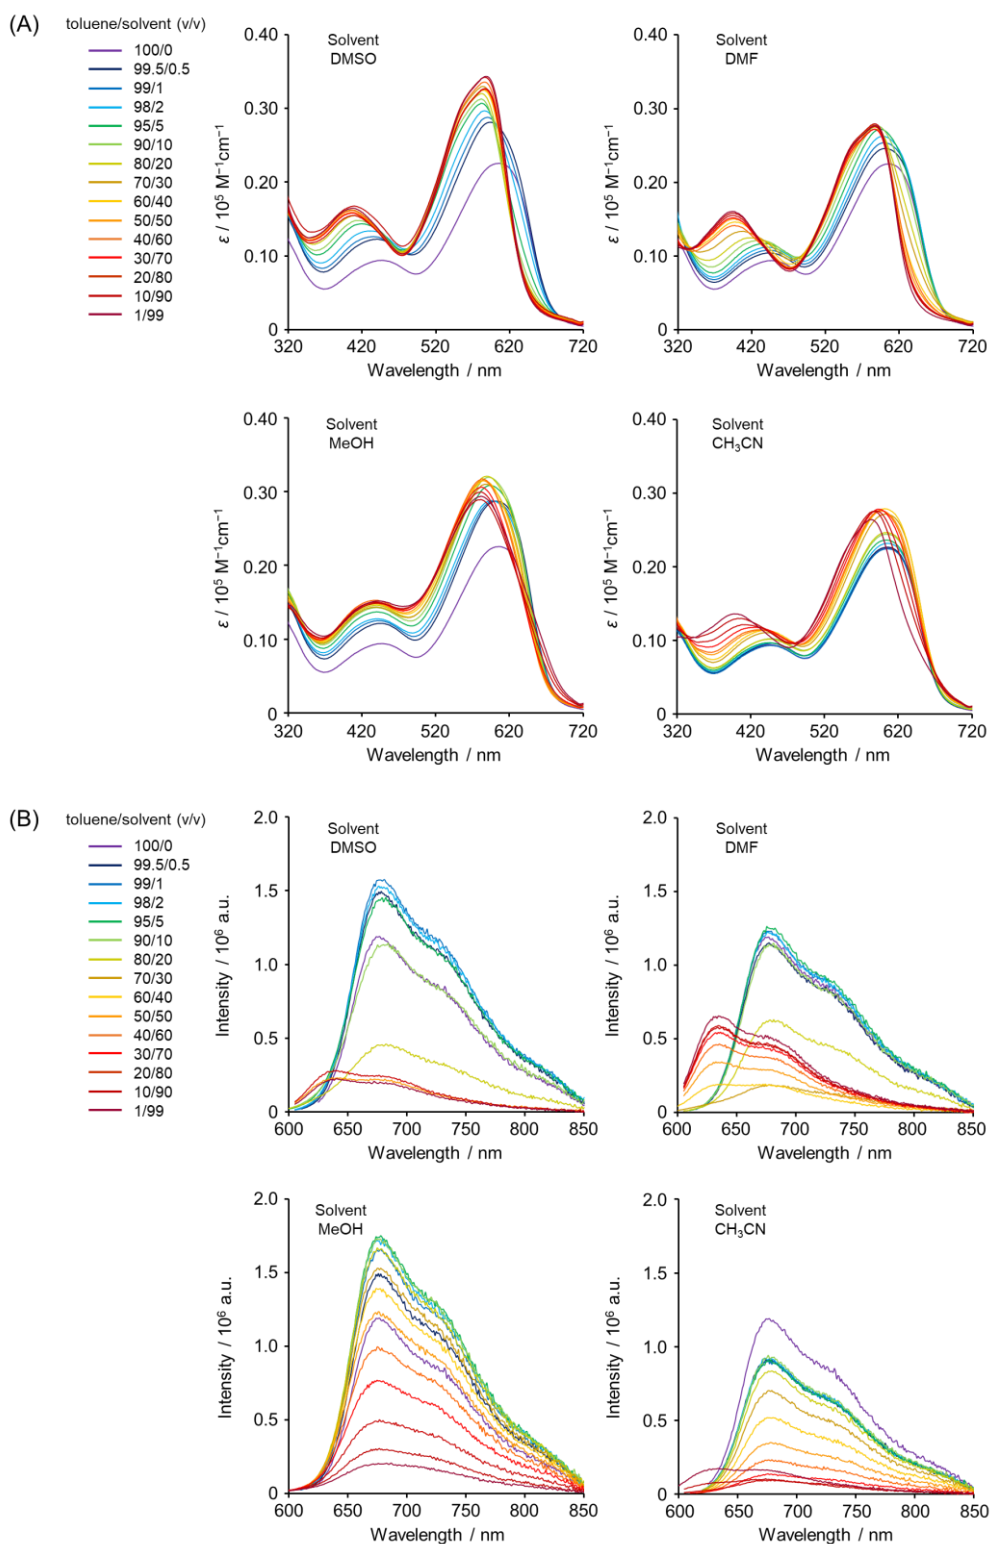 (A)
toluene/solvent (v/v)
100/0
99.5/0.5
99/1
98/2
95/5
90/10
80/20
70/30
60/40
50/50
40/60
30/70
20/80
10/90
1/99
Solvent
DMSO
0.40
0.30
0.20
0.10
0
ε / 10⁵ M⁻¹cm⁻¹
320 420 520 620 720
Wavelength / nm
Solvent
DMF
0.40
0.30
0.20
0.10
0
ε / 10⁵ M⁻¹cm⁻¹
320 420 520 620 720
Wavelength / nm
Solvent
MeOH
0.40
0.30
0.20
0.10
0
ε / 10⁵ M⁻¹cm⁻¹
320 420 520 620 720
Wavelength / nm
Solvent
CH₃CN
0.40
0.30
0.20
0.10
0
ε / 10⁵ M⁻¹cm⁻¹
320 420 520 620 720
Wavelength / nm
(B)
toluene/solvent (v/v)
100/0
99.5/0.5
99/1
98/2
95/5
90/10
80/20
70/30
60/40
50/50
40/60
30/70
20/80
10/90
1/99
Solvent
DMSO
2.0
1.5
1.0
0.5
0
Intensity / 10⁶ a.u.
600 650 700 750 800 850
Wavelength / nm
Solvent
DMF
2.0
1.5
1.0
0.5
0
Intensity / 10⁶ a.u.
600 650 700 750 800 850
Wavelength / nm
Solvent
MeOH
2.0
1.5
1.0
0.5
0
Intensity / 10⁶ a.u.
600 650 700 750 800 850
Wavelength / nm
Solvent
CH₃CN
2.0
1.5
1.0
0.5
0
Intensity / 10⁶ a.u.
600 650 700 750 800 850
Wavelength / nm